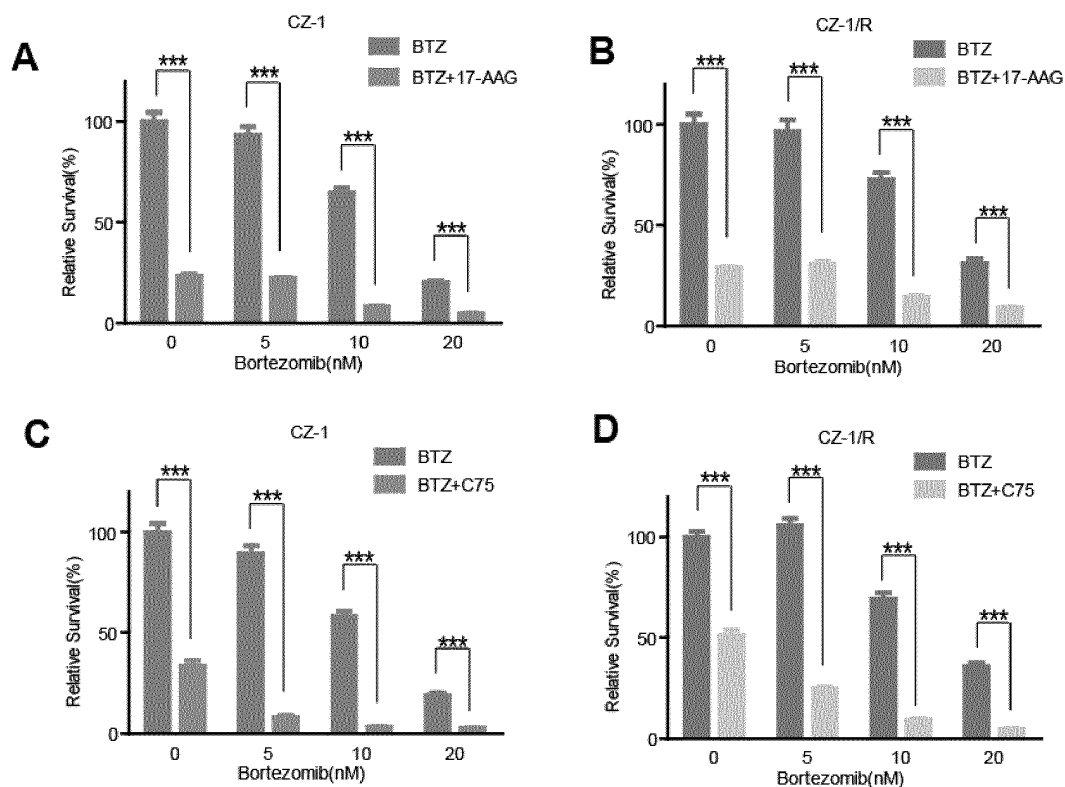 A
CZ-1
BTZ
BTZ+17-AAG
***
***
***
***
Relative Survival(%)
100
50
0
0 5 10 20
Bortezomib(nM)
B
CZ-1/R
BTZ
BTZ+17-AAG
***
***
***
***
Relative Survival(%)
100
50
0
0 5 10 20
Bortezomib(nM)
C
CZ-1
BTZ
BTZ+C75
***
***
***
***
Relative Survival(%)
100
50
0
0 5 10 20
Bortezomib(nM)
D
CZ-1/R
BTZ
BTZ+C75
***
***
***
***
Relative Survival(%)
100
50
0
0 5 10 20
Bortezomib(nM)